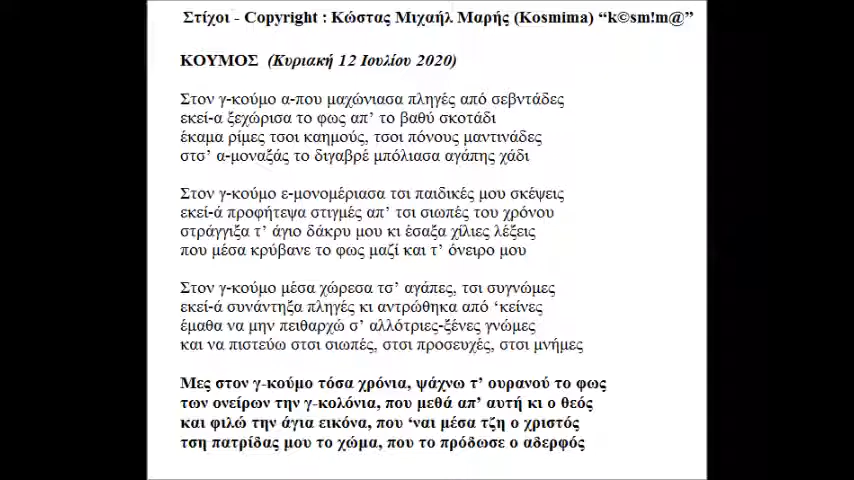 Στίχοι - Copyright : Κώστας Μιχαήλ Μαρής (Kosmima) “k©sm!m@”
ΚΟΥΜΟΣ (Κυριακή 12 Ιουλίου 2020)
Στον γ-κούμο α-που μαχώνιασα πληγές από σεβντάδες
εκεί-α ξεχώρισα το φως απ’ το βαθύ σκοτάδι
έκαμα ρίμες τσοι καημούς, τσοι πόνους μαντινάδες
στσ’ α-μοναξάς το διγαβρέ μπόλιασα αγάπης χάδι
Στον γ-κούμο ε-μονομέριασα τσι παιδικές μου σκέψεις
εκεί-ά προφήτεψα στιγμές απ’ τσι σιωπές του χρόνου
στράγγιξα τ’ άγιο δάκρυ μου κι έσαξα χίλιες λέξεις
που μέσα κρύβανε το φως μαζί και τ’ όνειρο μου
Στον γ-κούμο μέσα χώρεσα τσ’ αγάπες, τσι συγνώμες
εκεί-ά συνάντηξα πληγές κι αντρώθηκα από ‘κείνες
έμαθα να μην πειθαρχώ σ’ αλλότριες-ξένες γνώμες
και να πιστεύω στσι σιωπές, στσι προσευχές, στσι μνήμες
Μες στον γ-κούμο τόσα χρόνια, ψάχνω τ’ ουρανού το φως
των ονείρων την γ-κολόνια, που μεθά απ’ αυτή κι ο θεός
και φιλώ την άγια εικόνα, που ‘ναι μέσα τζη ο χριστός
τση πατρίδας μου το χώμα, που το πρόδωσε ο αδερφός